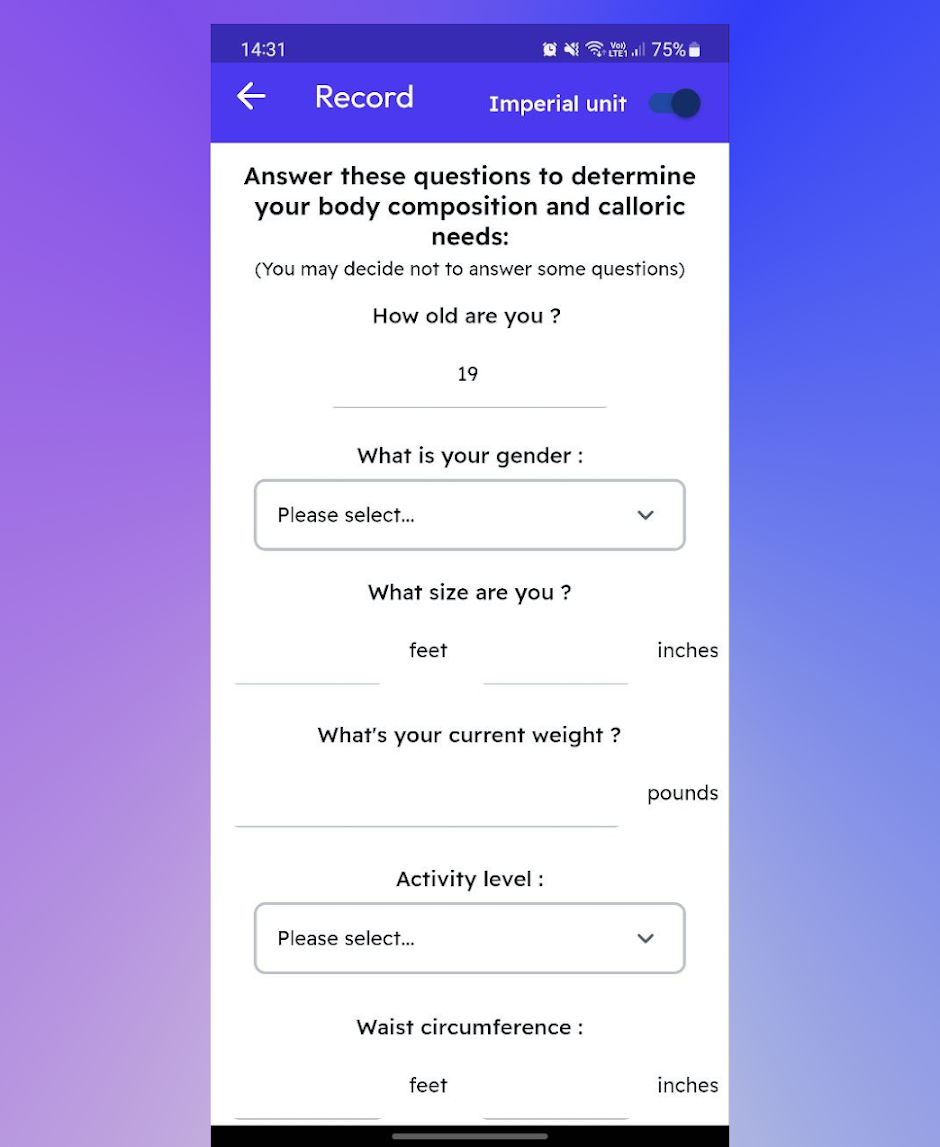 14:31 Vo)) LTE1 75%
Record Imperial unit
Answer these questions to determine
your body composition and calloric
needs:
(You may decide not to answer some questions)
How old are you ?
19
What is your gender :
Please select...
What size are you ?
feet inches
What's your current weight ?
pounds
Activity level :
Please select...
Waist circumference :
feet inches